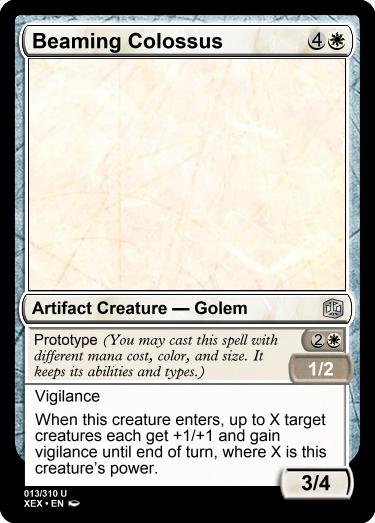 Beaming Colossus 4
Artifact Creature — Golem
Prototype (You may cast this spell with 2
different mana cost, color, and size. It
keeps its abilities and types.) 1/2
Vigilance
When this creature enters, up to X target
creatures each get +1/+1 and gain
vigilance until end of turn, where X is this
creature's power.
3/4
013/310 U
XEX • EN